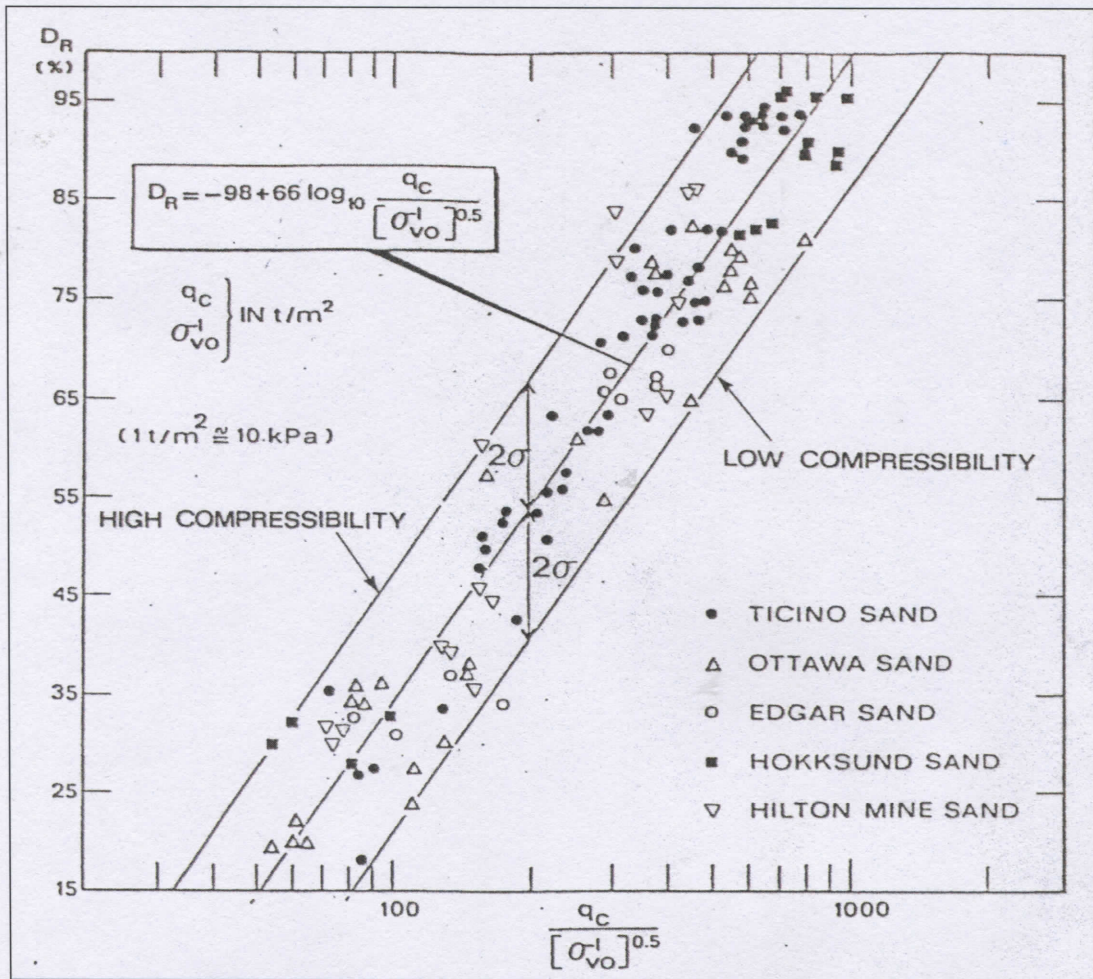 D_R
(%)
95
85
75
65
55
45
35
25
15
D_R = -98 + 66 log₁₀ q_C / [σ'_VO]^0.5
q_C
σ'_VO } IN t/m²
(1 t/m² ≅ 10. kPa)
2σ
2σ
HIGH COMPRESSIBILITY
LOW COMPRESSIBILITY
● TICINO SAND
△ OTTAWA SAND
○ EDGAR SAND
■ HOKKSUND SAND
▽ HILTON MINE SAND
100
1000
q_C
[σ'_VO]^0.5